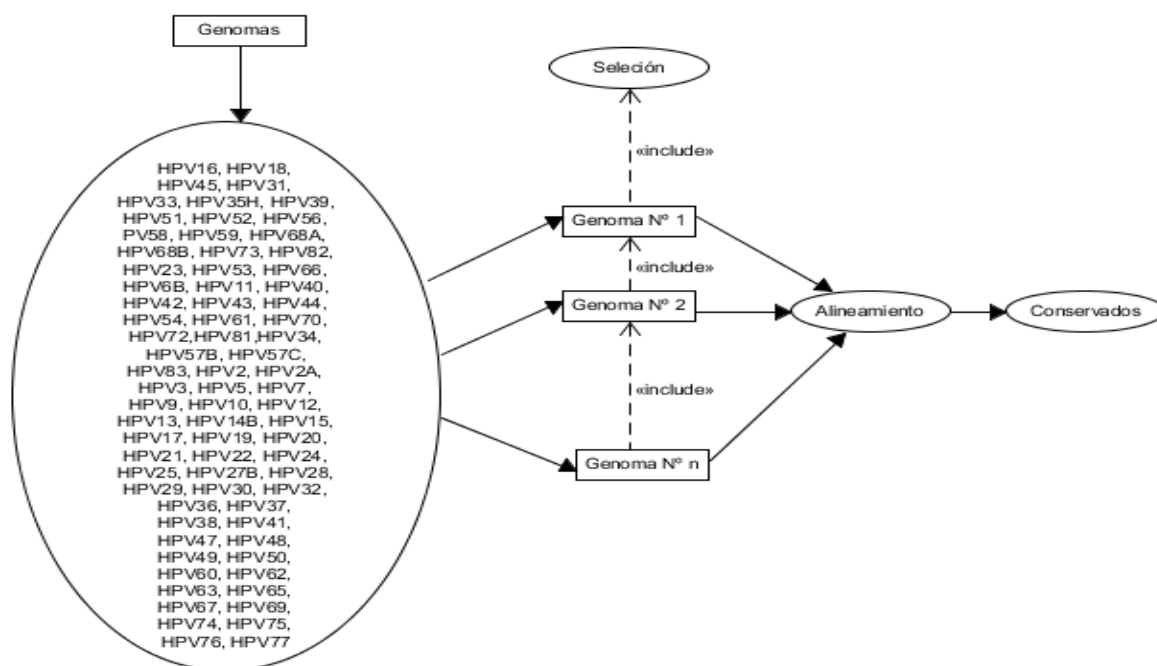 Genomas
HPV16, HPV18,
HPV45, HPV31,
HPV33, HPV35H, HPV39,
HPV51, HPV52, HPV56,
PV58, HPV59, HPV68A,
HPV68B, HPV73, HPV82,
HPV23, HPV53, HPV66,
HPV6B, HPV11, HPV40,
HPV42, HPV43, HPV44,
HPV54, HPV61, HPV70,
HPV72,HPV81,HPV34,
HPV57B, HPV57C,
HPV83, HPV2, HPV2A,
HPV3, HPV5, HPV7,
HPV9, HPV10, HPV12,
HPV13, HPV14B, HPV15,
HPV17, HPV19, HPV20,
HPV21, HPV22, HPV24,
HPV25, HPV27B, HPV28,
HPV29, HPV30, HPV32,
HPV36, HPV37,
HPV38, HPV41,
HPV47, HPV48,
HPV49, HPV50,
HPV60, HPV62,
HPV63, HPV65,
HPV67, HPV69,
HPV74, HPV75,
HPV76, HPV77
Seleción
«include»
Genoma Nº 1
«include»
Genoma Nº 2
«include»
Genoma Nº n
Alineamiento
Conservados